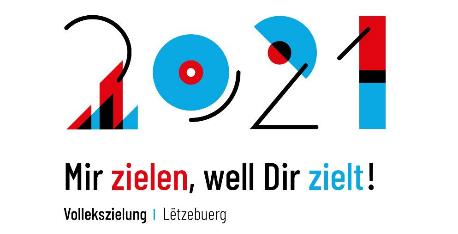 2021
Mir zielen, well Dir zielt!
Vollekszielung | Lëtzebuerg